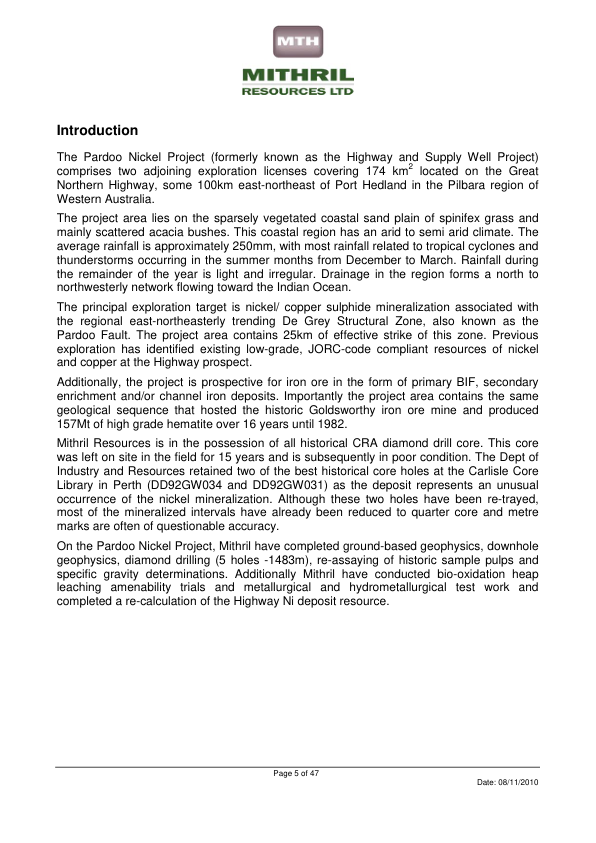 MTH
MITHRIL
RESOURCES LTD
Introduction
The Pardoo Nickel Project (formerly known as the Highway and Supply Well Project)
comprises two adjoining exploration licenses covering 174 km² located on the Great
Northern Highway, some 100km east-northeast of Port Hedland in the Pilbara region of
Western Australia.
The project area lies on the sparsely vegetated coastal sand plain of spinifex grass and
mainly scattered acacia bushes. This coastal region has an arid to semi arid climate. The
average rainfall is approximately 250mm, with most rainfall related to tropical cyclones and
thunderstorms occurring in the summer months from December to March. Rainfall during
the remainder of the year is light and irregular. Drainage in the region forms a north to
northwesterly network flowing toward the Indian Ocean.
The principal exploration target is nickel/ copper sulphide mineralization associated with
the regional east-northeasterly trending De Grey Structural Zone, also known as the
Pardoo Fault. The project area contains 25km of effective strike of this zone. Previous
exploration has identified existing low-grade, JORC-code compliant resources of nickel
and copper at the Highway prospect.
Additionally, the project is prospective for iron ore in the form of primary BIF, secondary
enrichment and/or channel iron deposits. Importantly the project area contains the same
geological sequence that hosted the historic Goldsworthy iron ore mine and produced
157Mt of high grade hematite over 16 years until 1982.
Mithril Resources is in the possession of all historical CRA diamond drill core. This core
was left on site in the field for 15 years and is subsequently in poor condition. The Dept of
Industry and Resources retained two of the best historical core holes at the Carlisle Core
Library in Perth (DD92GW034 and DD92GW031) as the deposit represents an unusual
occurrence of the nickel mineralization. Although these two holes have been re-trayed,
most of the mineralized intervals have already been reduced to quarter core and metre
marks are often of questionable accuracy.
On the Pardoo Nickel Project, Mithril have completed ground-based geophysics, downhole
geophysics, diamond drilling (5 holes -1483m), re-assaying of historic sample pulps and
specific gravity determinations. Additionally Mithril have conducted bio-oxidation heap
leaching amenability trials and metallurgical and hydrometallurgical test work and
completed a re-calculation of the Highway Ni deposit resource.
Page 5 of 47
Date: 08/11/2010